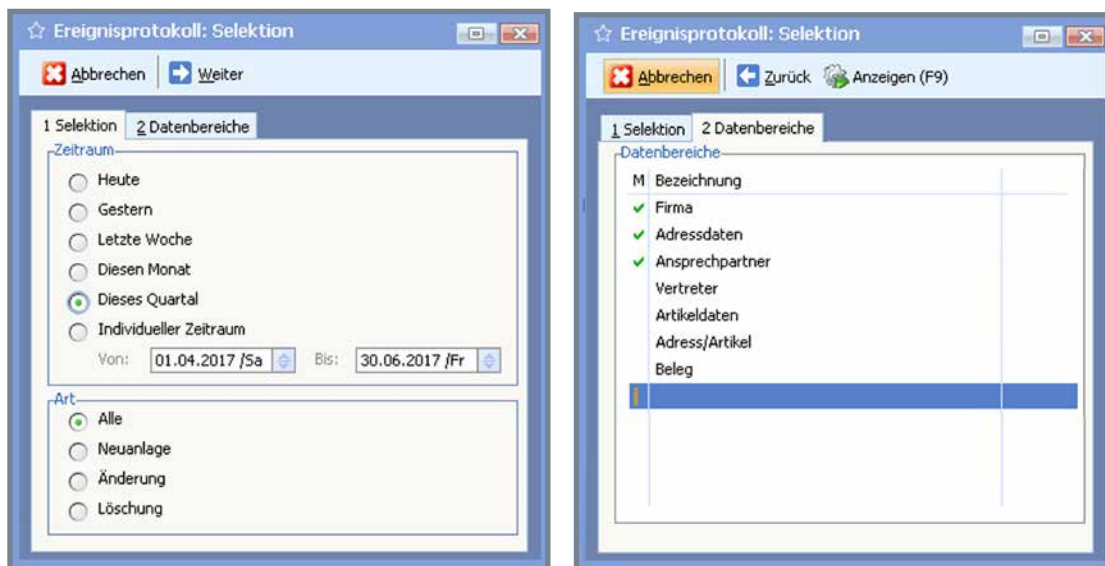 Ereignisprotokoll: Selektion
Abbrechen Weiter
1 Selektion 2 Datenbereiche
Zeitraum
Heute
Gestern
Letzte Woche
Diesen Monat
Dieses Quartal
Individueller Zeitraum
Von: 01.04.2017 /Sa Bis: 30.06.2017 /Fr
Art
Alle
Neuanlage
Änderung
Löschung
Ereignisprotokoll: Selektion
Abbrechen Zurück Anzeigen (F9)
1 Selektion 2 Datenbereiche
Datenbereiche
M Bezeichnung
Firma
Adressdaten
Ansprechpartner
Vertreter
Artikeldaten
Adress/Artikel
Beleg